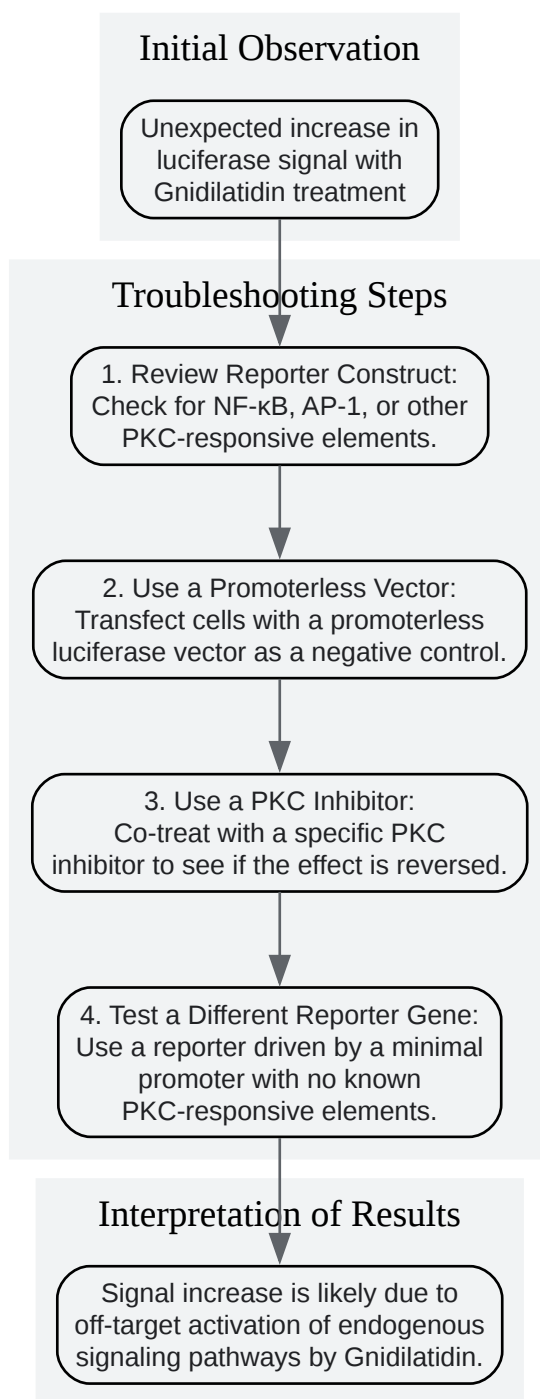 Initial Observation
Unexpected increase in
luciferase signal with
Gnidilatidin treatment
Troubleshooting Steps
1. Review Reporter Construct:
Check for NF-κB, AP-1, or other
PKC-responsive elements.
2. Use a Promoterless Vector:
Transfect cells with a promoterless
luciferase vector as a negative control.
3. Use a PKC Inhibitor:
Co-treat with a specific PKC
inhibitor to see if the effect is reversed.
4. Test a Different Reporter Gene:
Use a reporter driven by a minimal
promoter with no known
PKC-responsive elements.
Interpretation of Results
Signal increase is likely due to
off-target activation of endogenous
signaling pathways by Gnidilatidin.